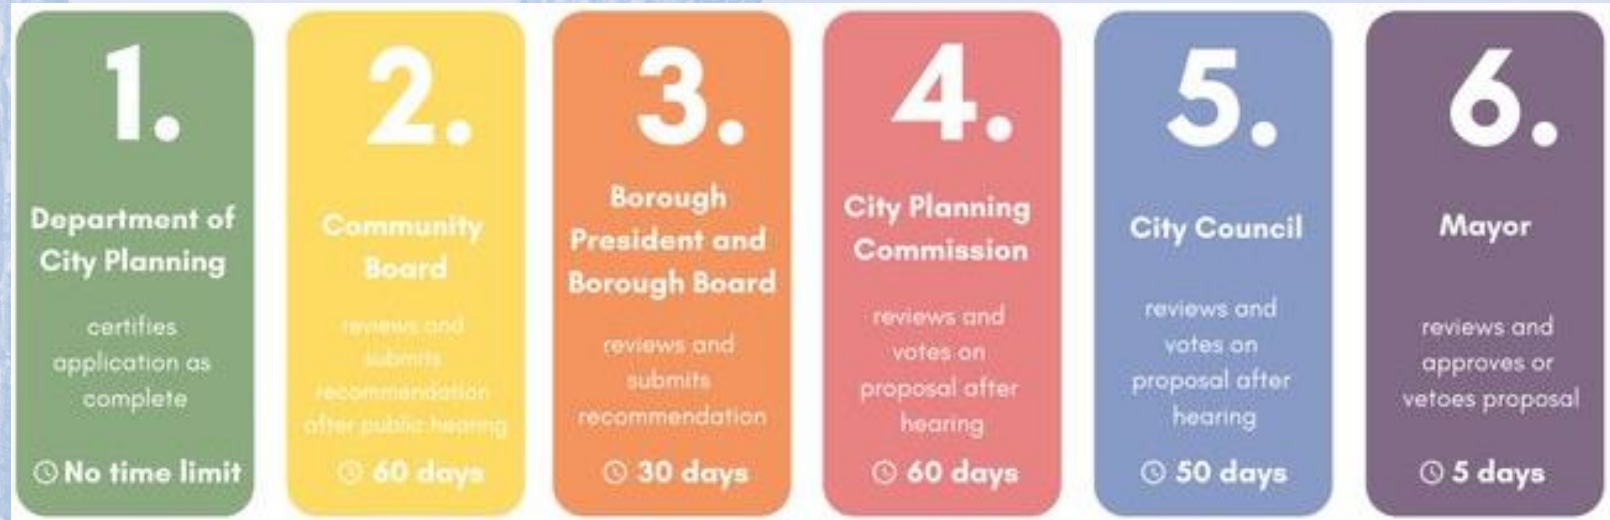 1.
Department of
City Planning
certifies
application as
complete
No time limit
2.
Community
Board
reviews and
submits
recommendation
after public hearing
60 days
3.
Borough
President and
Borough Board
reviews and
submits
recommendation
30 days
4.
City Planning
Commission
reviews and
votes on
proposal after
hearing
60 days
5.
City Council
reviews and
votes on
proposal after
hearing
50 days
6.
Mayor
reviews and
approves or
vetoes proposal
5 days